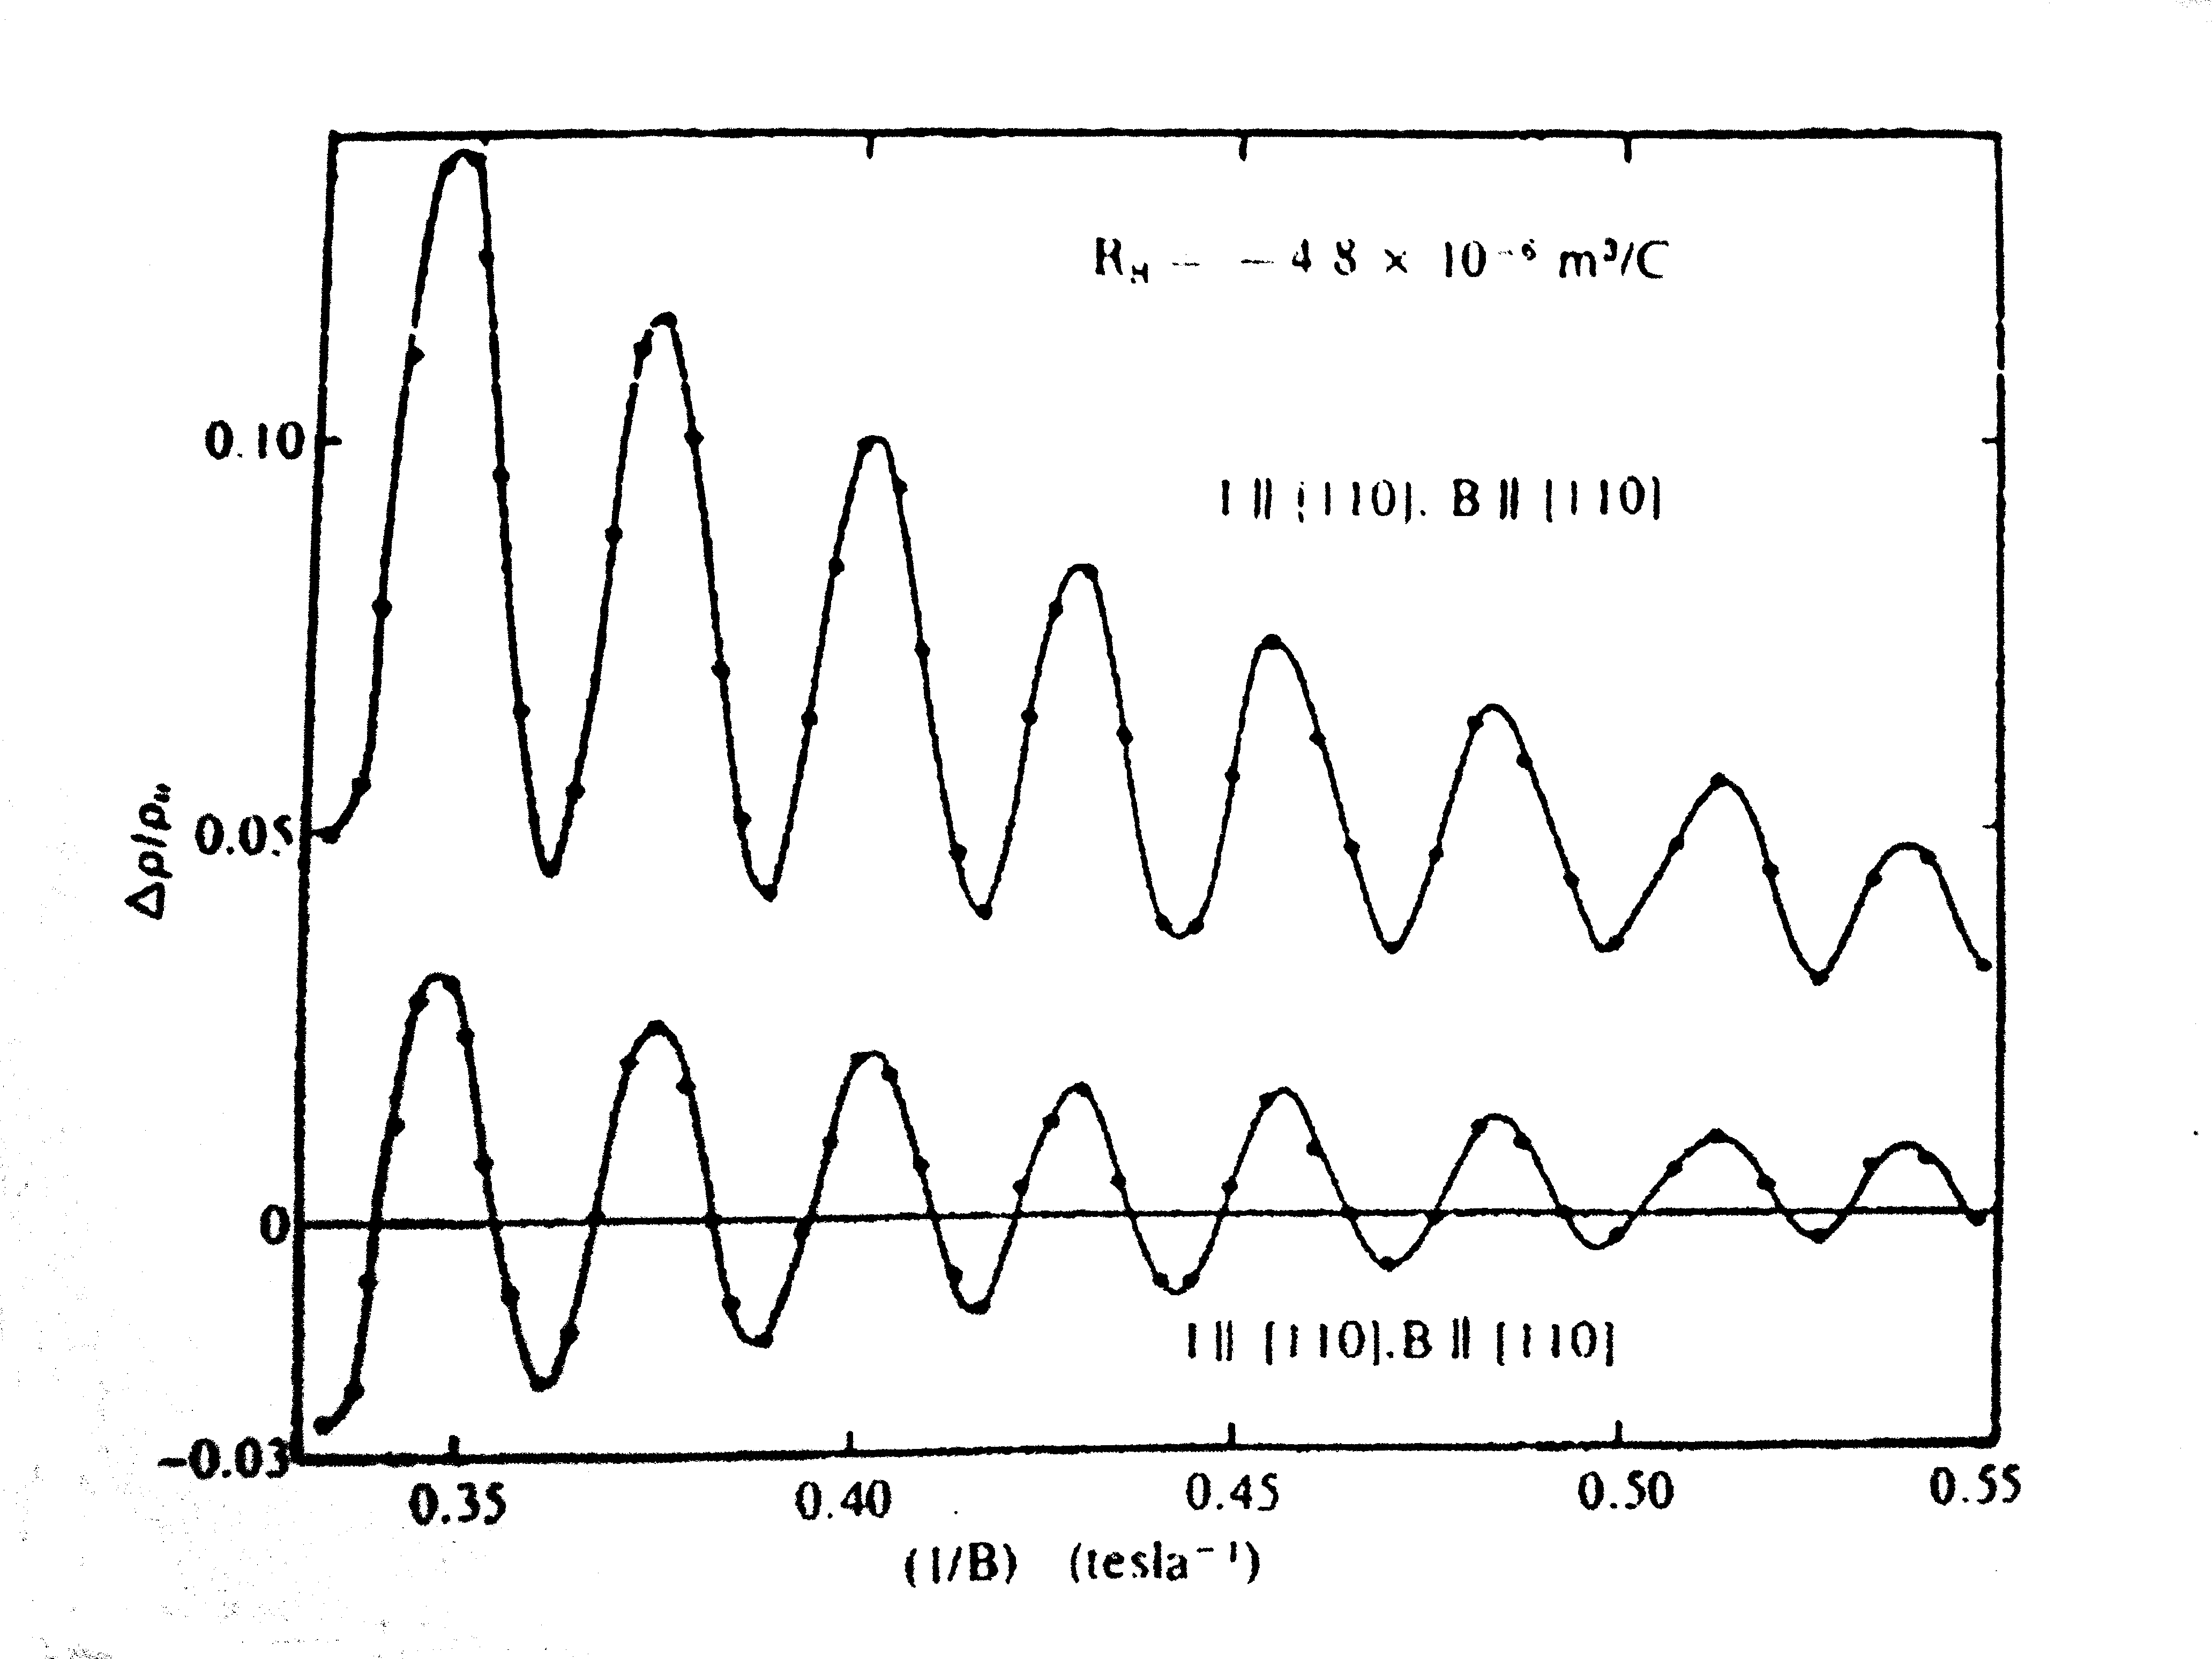 R_H = -4.8 × 10⁻⁶ m³/C
0.10
I || [110]. B || [110]
0.05
Δρ/ρ₀
0
I || [110]. B || [110]
-0.03
0.35 0.40 0.45 0.50 0.55
(1/B) (tesla⁻¹)